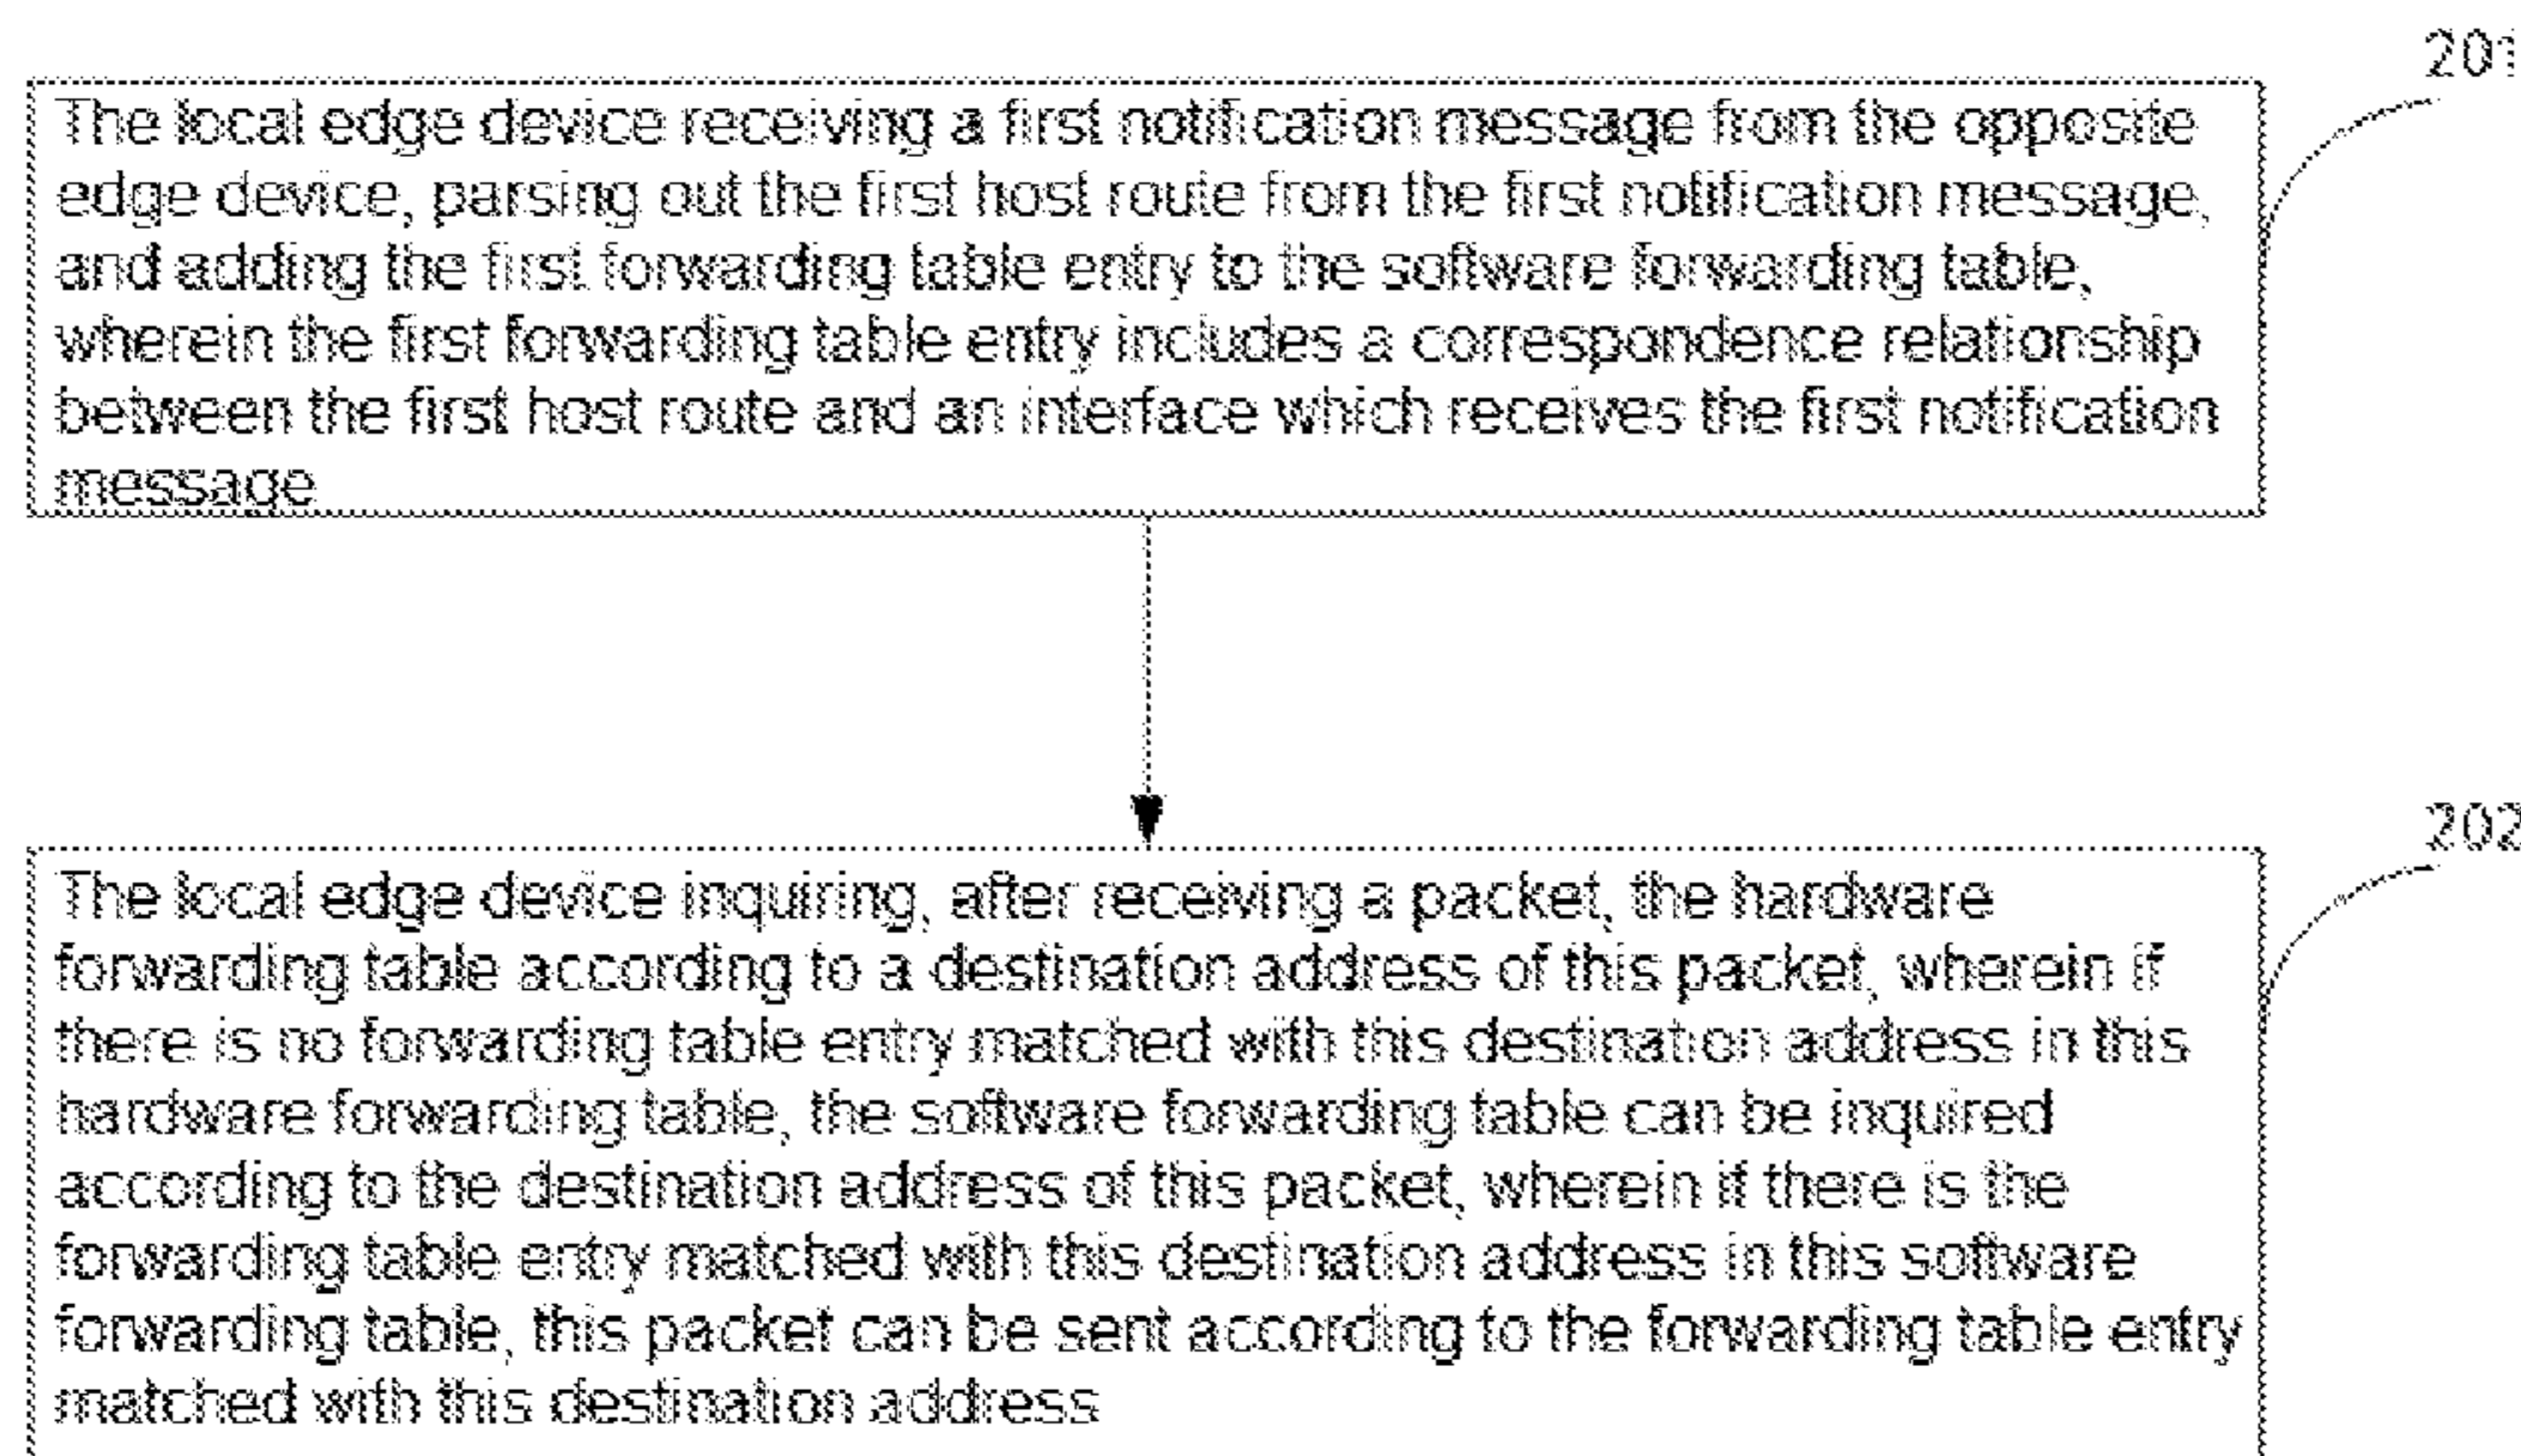 201
The local edge device receiving a first notification message from the opposite
edge device, parsing out the first host route from the first notification message,
and adding the first forwarding table entry to the software forwarding table,
wherein the first forwarding table entry includes a correspondence relationship
between the first host route and an interface which receives the first notification
message
202
The local edge device inquiring, after receiving a packet, the hardware
forwarding table according to a destination address of this packet, wherein if
there is no forwarding table entry matched with this destination address in this
hardware forwarding table, the software forwarding table can be inquired
according to the destination address of this packet, wherein if there is the
forwarding table entry matched with this destination address in this software
forwarding table, this packet can be sent according to the forwarding table entry
matched with this destination address